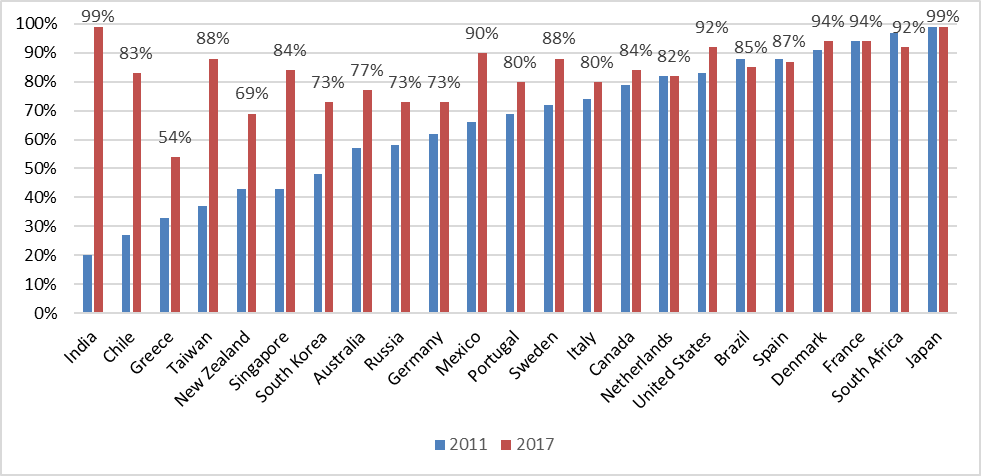 100%
90%
80%
70%
60%
50%
40%
30%
20%
10%
0%
99%
83%
54%
88%
69%
84%
73%
77%
73%
73%
90%
80%
88%
80%
84%
82%
92%
85%
87%
94%
94%
92%
99%
India
Chile
Greece
Taiwan
New Zealand
Singapore
South Korea
Australia
Russia
Germany
Mexico
Portugal
Sweden
Italy
Canada
Netherlands
United States
Brazil
Spain
Denmark
France
South Africa
Japan
2011 2017